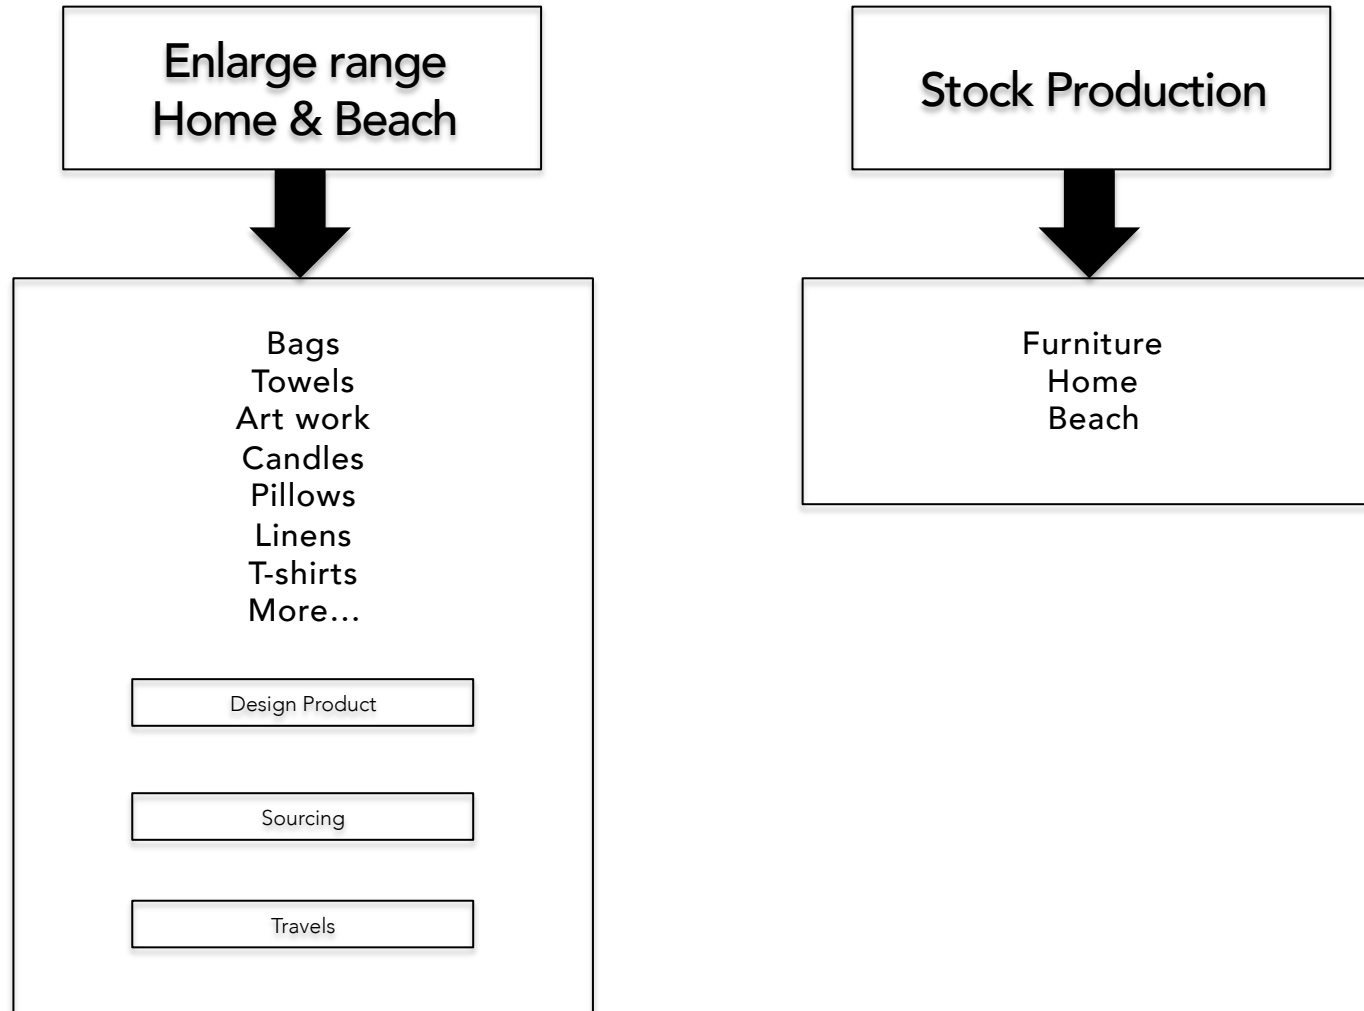 Enlarge range
Home & Beach
Bags
Towels
Art work
Candles
Pillows
Linens
T-shirts
More…
Design Product
Sourcing
Travels
Stock Production
Furniture
Home
Beach